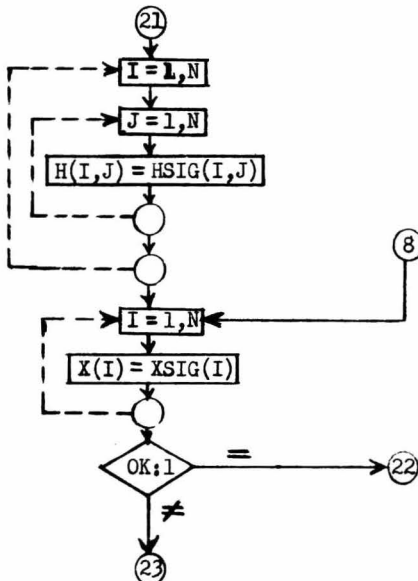 21
I = 1, N
J = 1, N
H(I,J) = HSIG(I,J)
8
I = 1, N
X(I) = XSIG(I)
OK:1
=
22
≠
23